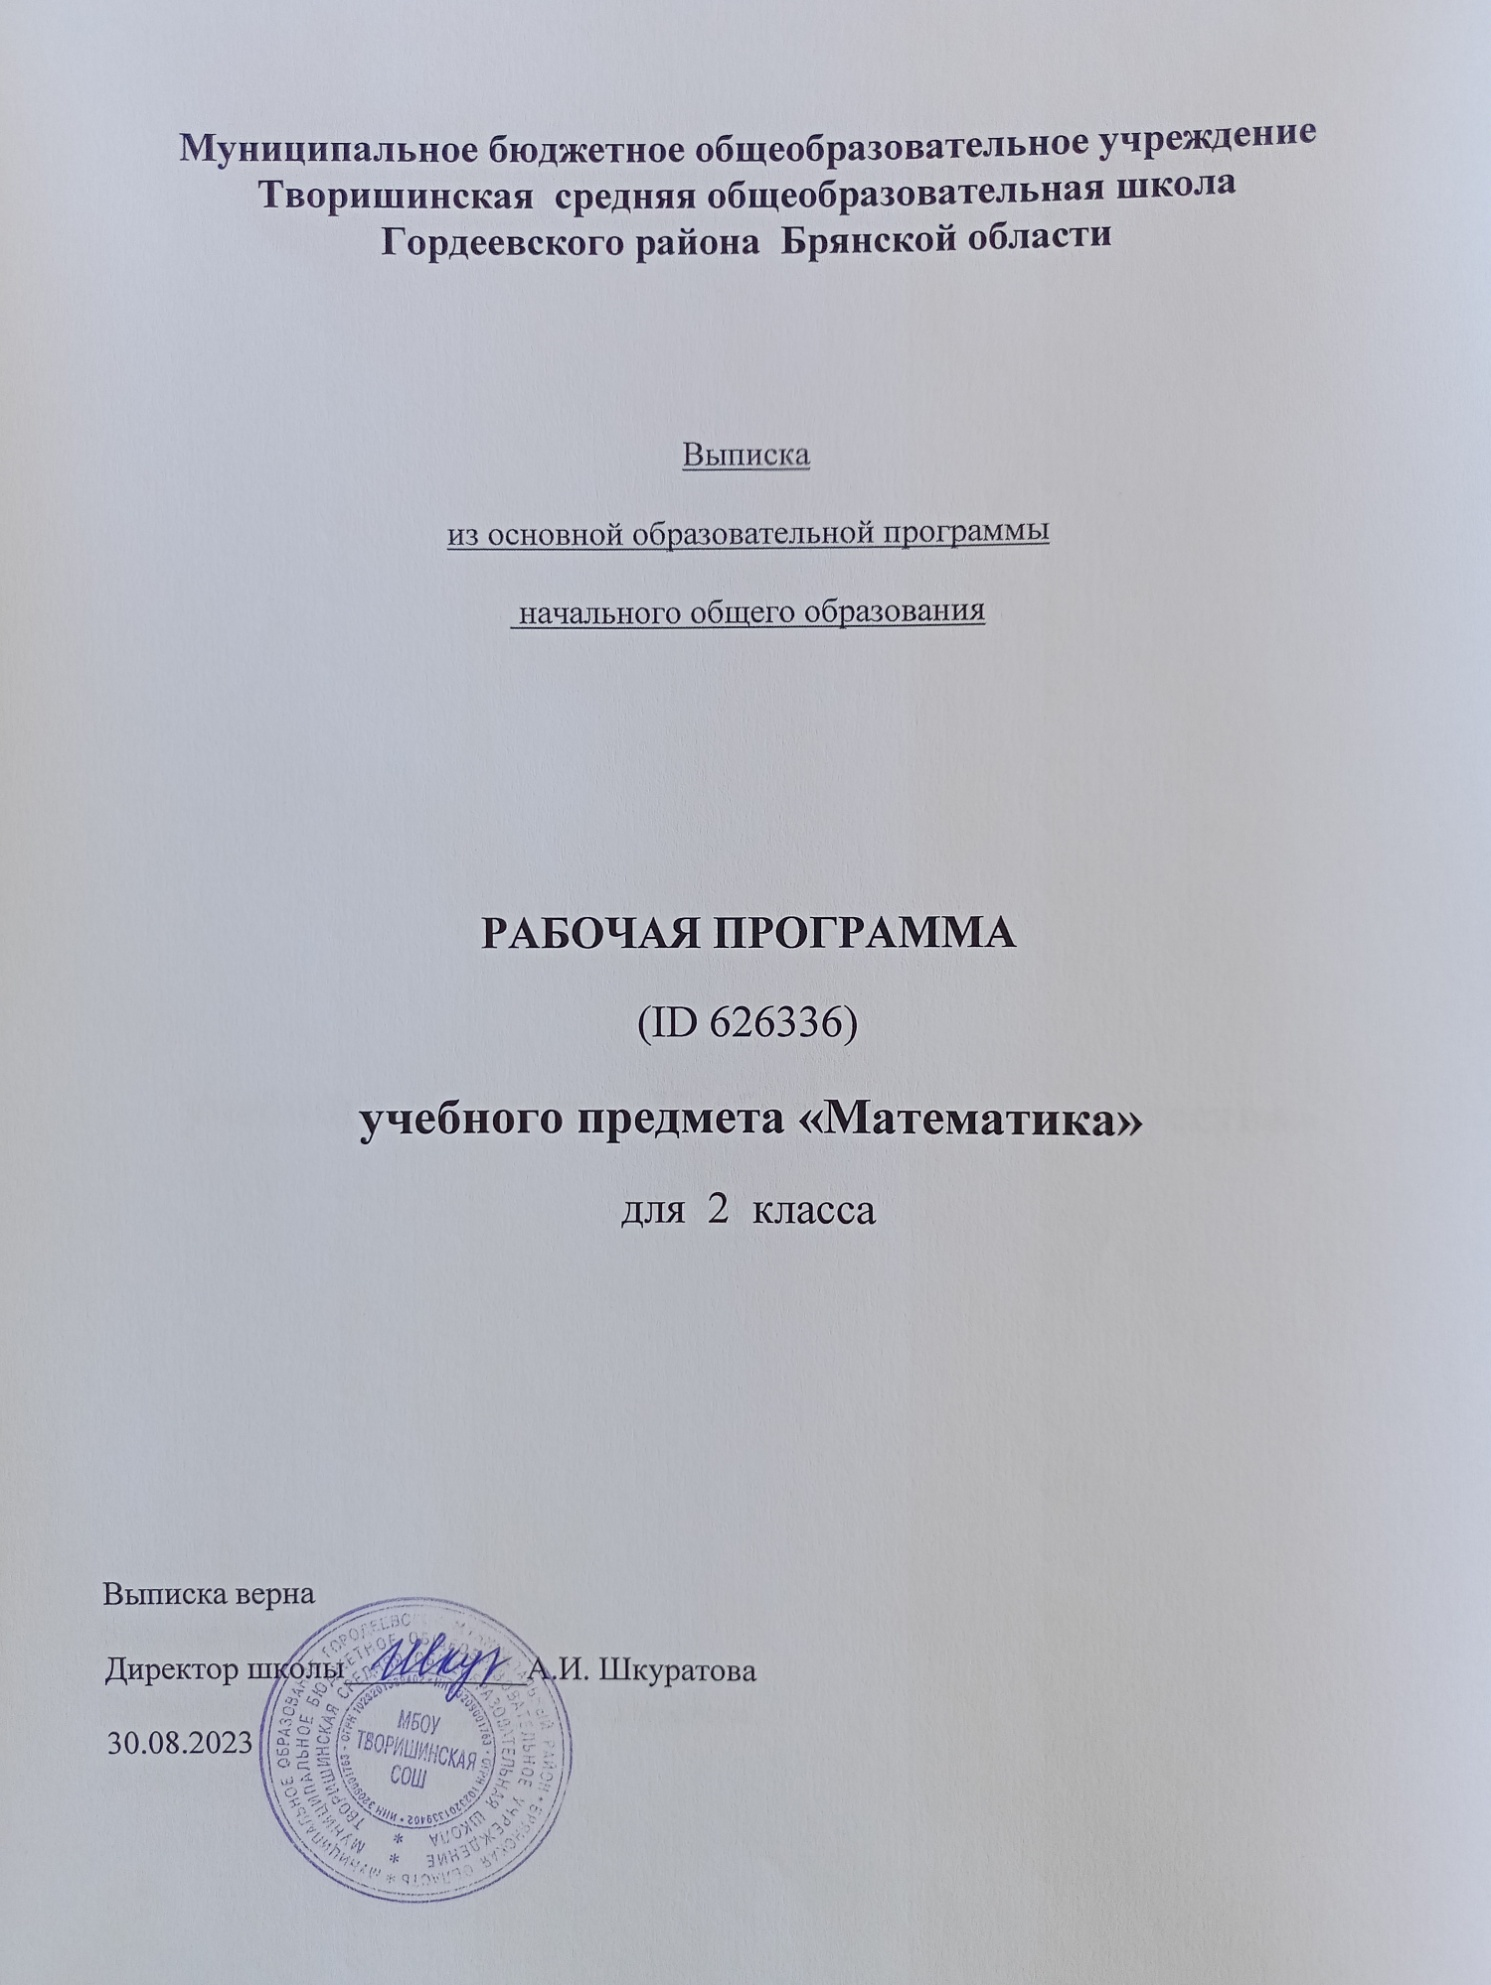 Муниципальное бюджетное общеобразовательное учреждение
Творишинская средняя общеобразовательная школа
Гордеевского района Брянской области
Выписка
из основной образовательной программы
начального общего образования
РАБОЧАЯ ПРОГРАММА
(ID 626336)
учебного предмета «Математика»
для 2 класса
Выписка верна
Директор школы А.И. Шкуратова
30.08.2023
МБОУ
ТВОРИШИНСКАЯ
СОШ